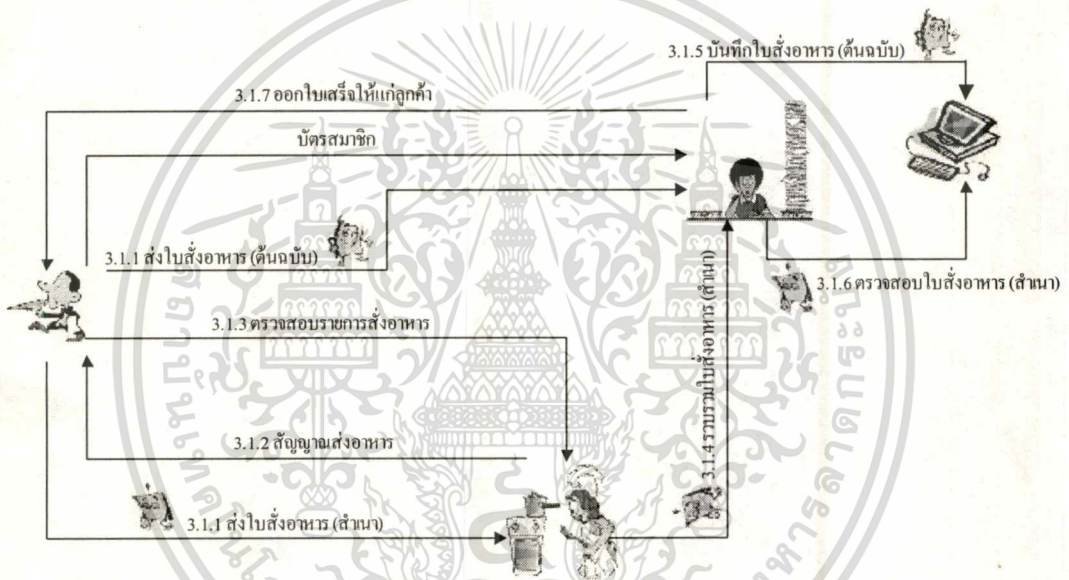 3.1.5 บันทึกใบสั่งอาหาร (ต้นฉบับ)
3.1.7 ออกใบเสร็จให้แก่ลูกค้า
บัตรสมาชิก
3.1.1 ส่งใบสั่งอาหาร (ต้นฉบับ)
3.1.6 ตรวจสอบใบสั่งอาหาร (สำเนา)
3.1.3 ตรวจสอบรายการสั่งอาหาร
3.1.4 รวบรวมใบสั่งอาหาร (สำเนา)
3.1.2 สัญญาณส่งอาหาร
3.1.1 ส่งใบสั่งอาหาร (สำเนา)